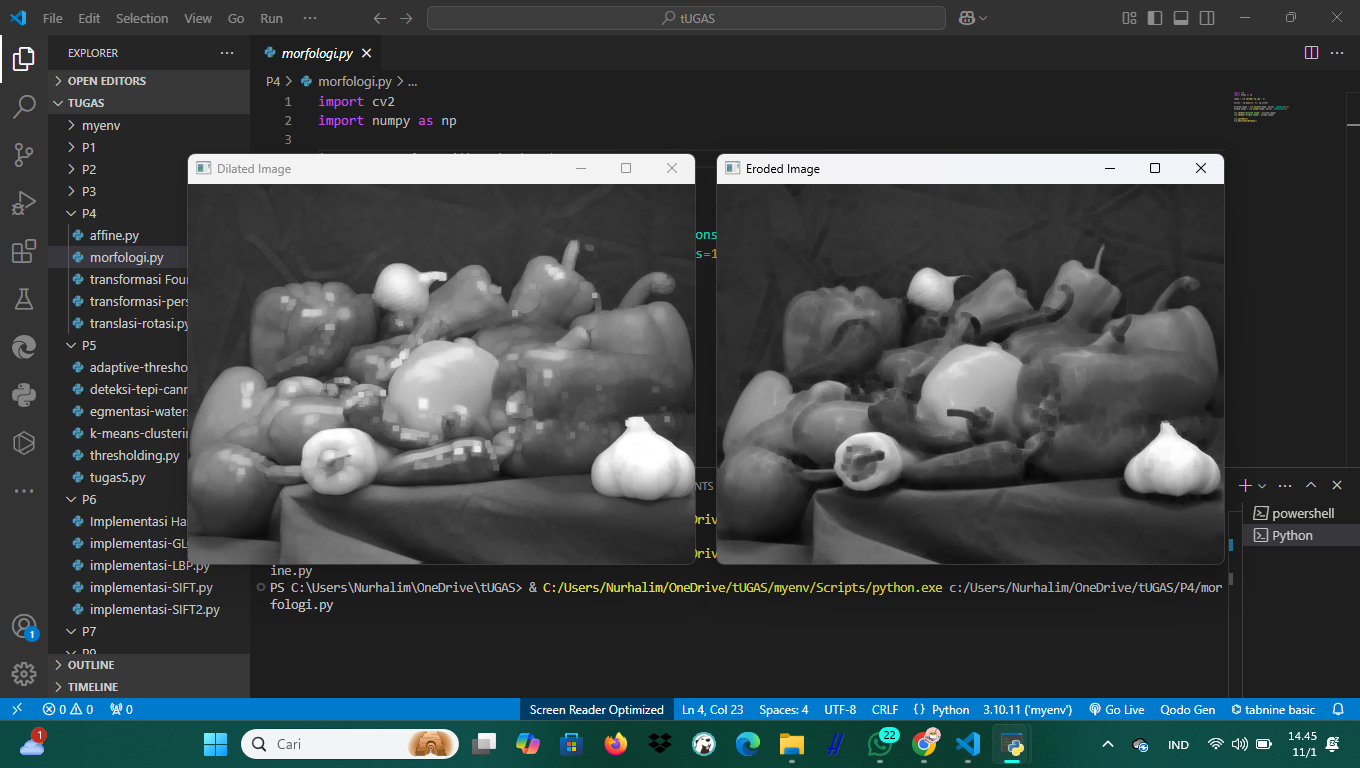 File Edit Selection View Go Run ···
tUGAS
EXPLORER
OPEN EDITORS
TUGAS
myenv
P1
P2
P3
P4
affine.py
morfologi.py
transformasi Four
transformasi-pers
translasi-rotasi.py
P5
adaptive-thresho
deteksi-tepi-cann
egmentasi-water
k-means-clusterin
thresholding.py
tugas5.py
P6
Implementasi Ha
implementasi-GL
implementasi-LBP.py
implementasi-SIFT.py
implementasi-SIFT2.py
P7
OUTLINE
TIMELINE
1
morfologi.py
P4 > morfologi.py > ...
1 import cv2
2 import numpy as np
3
Dilated Image
Eroded Image
ons
s=1
NTS
Drive
Drive
ine.py
PS C:\Users\Nurhalim\OneDrive\tUGAS> & C:/Users/Nurhalim/OneDrive/tUGAS/myenv/Scripts/python.exe c:/Users/Nurhalim/OneDrive/tUGAS/P4/mor
fologi.py
powershell
Python
0 0 0
Screen Reader Optimized
Ln 4, Col 23
Spaces: 4
UTF-8
CRLF
{ } Python
3.10.11 ('myenv')
Go Live
Qodo Gen
tabnine basic
1
Cari
22
IND
14.45
11/1